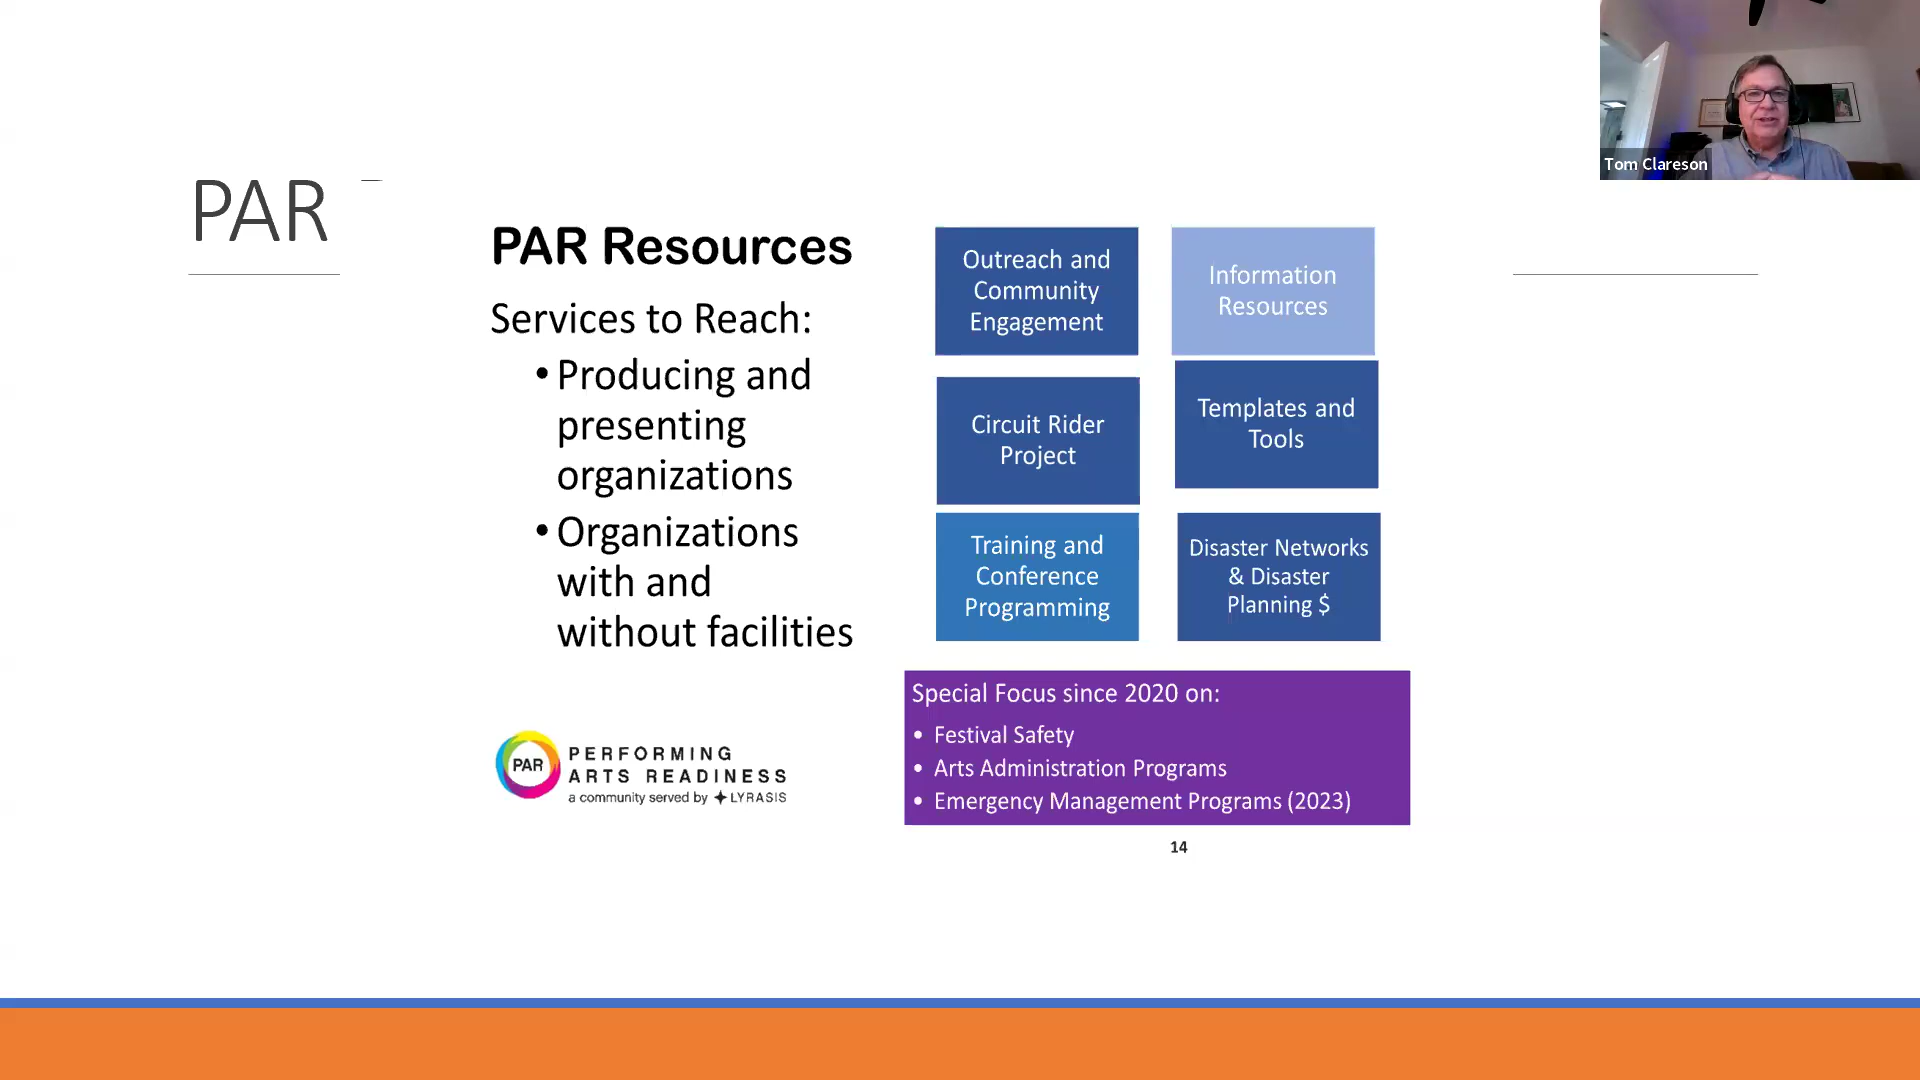 Tom Clareson
PAR
PAR Resources
Services to Reach:
• Producing and
presenting
organizations
• Organizations
with and
without facilities
Outreach and
Community
Engagement
Information
Resources
Circuit Rider
Project
Templates and
Tools
Training and
Conference
Programming
Disaster Networks
& Disaster
Planning $
Special Focus since 2020 on:
• Festival Safety
• Arts Administration Programs
• Emergency Management Programs (2023)
PAR
PERFORMING
ARTS READINESS
a community served by LYRASIS
14